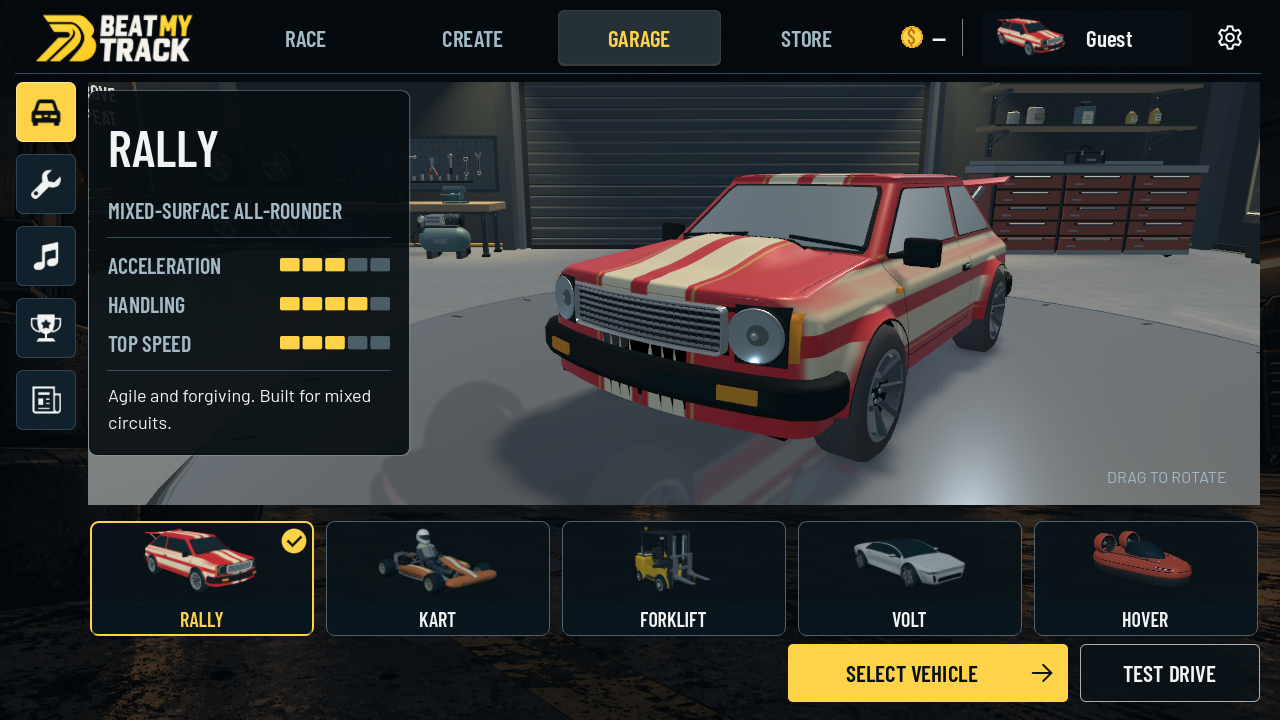 BEAT MY
TRACK
RACE
CREATE
GARAGE
STORE
–
Guest
RALLY
MIXED-SURFACE ALL-ROUNDER
ACCELERATION
HANDLING
TOP SPEED
Agile and forgiving. Built for mixed
circuits.
DRAG TO ROTATE
RALLY
KART
FORKLIFT
VOLT
HOVER
SELECT VEHICLE
TEST DRIVE